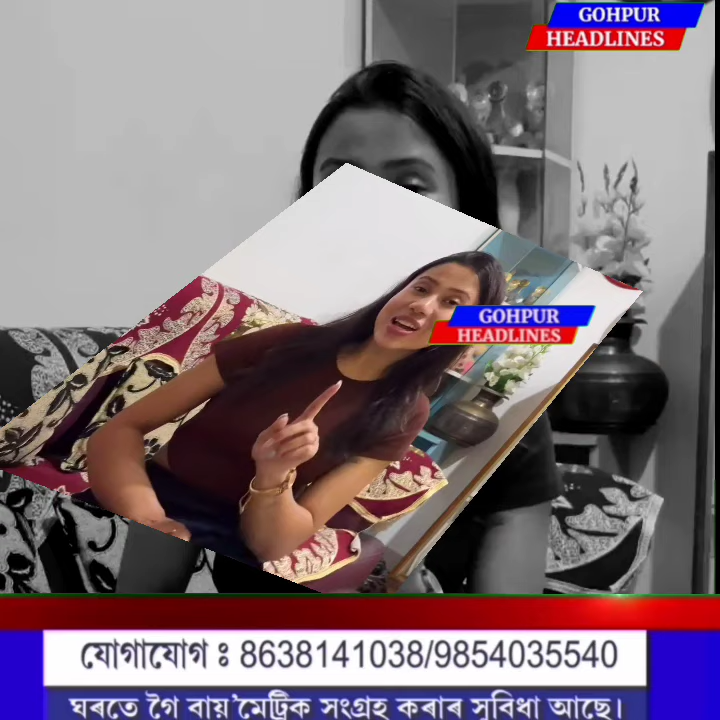 GOHPUR
HEADLINES
GOHPUR
HEADLINES
যোগাযোগ ঃ 8638141038/9854035540
ঘৰতে গৈ বায়'মেট্ৰিক সংগ্ৰহ কৰাৰ সুবিধা আছে।